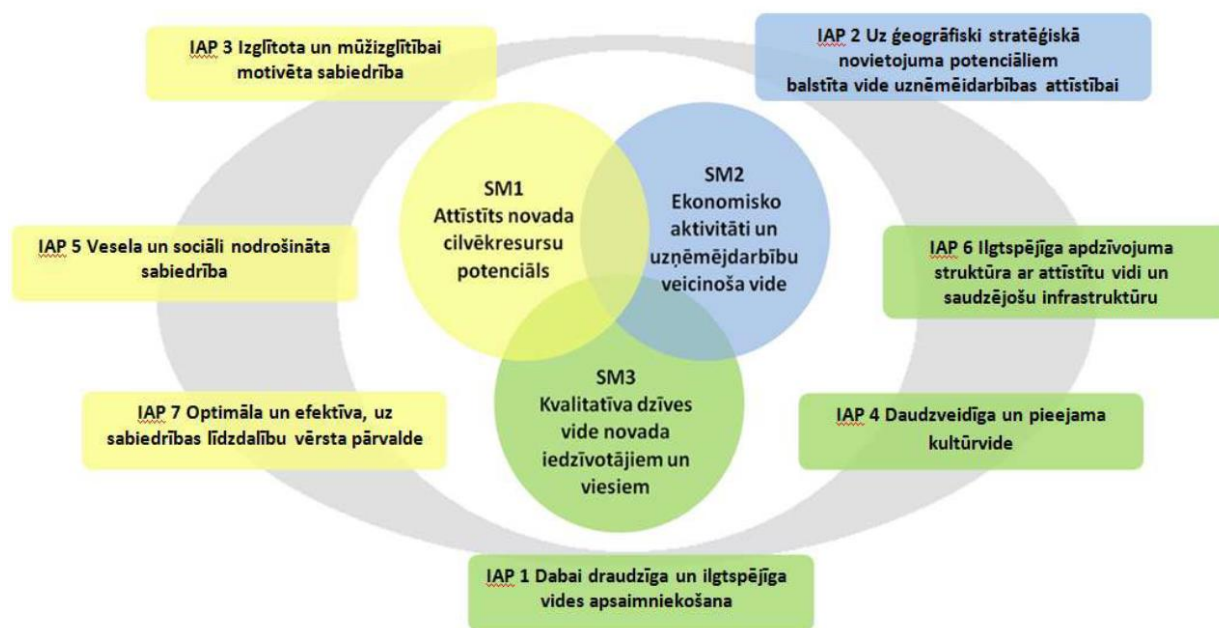 IAP 3 Izglītota un mūžizglītībai
motivēta sabiedrība
IAP 2 Uz ģeogrāfiski stratēģiskā
novietojuma potenciāliem
balstīta vide uzņēmēidarbības attīstībai
SM1
Attīstīts novada
cilvēkresursu
potenciāls
SM2
Ekonomisko
aktivitāti un
uzņēmējdarbību
veicinoša vide
IAP 5 Vesela un sociāli nodrošināta
sabiedrība
IAP 6 Ilgtspējīga apdzīvojuma
struktūra ar attīstītu vidi un
saudzējošu infrastruktūru
SM3
Kvalitatīva dzīves
vide novada
iedzīvotājiem un
viesiem
IAP 7 Optimāla un efektīva, uz
sabiedrības līdzdalību vērsta pārvalde
IAP 4 Daudzveidīga un pieejama
kultūrvide
IAP 1 Dabai draudzīga un ilgtspējīga
vides apsaimniekošana